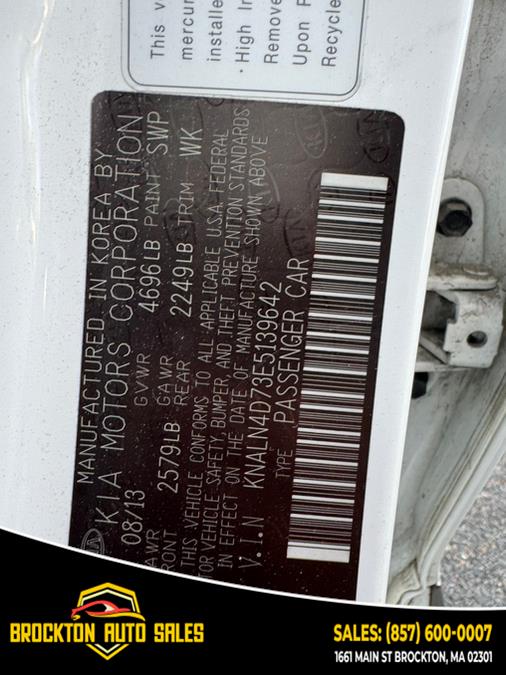 This v
mercur
installe
· High In
Remove
Upon F
Recycle
MANUFACTURED IN KOREA BY
KIA MOTORS CORPORATION
08/13 GVWR 4696LB PAINT SWP
GAWR GAWR
FRONT 2579LB REAR 2249LB TRIM WK
THIS VEHICLE CONFORMS TO ALL APPLICABLE U.S.A. FEDERAL
MOTOR VEHICLE SAFETY, BUMPER, AND THEFT PREVENTION STANDARDS
IN EFFECT ON THE DATE OF MANUFACTURE SHOWN ABOVE
V.I.N KNALN4D73E5139642
TYPE PASSENGER CAR
BROCKTON AUTO SALES
SALES: (857) 600-0007
1661 MAIN ST BROCKTON, MA 02301